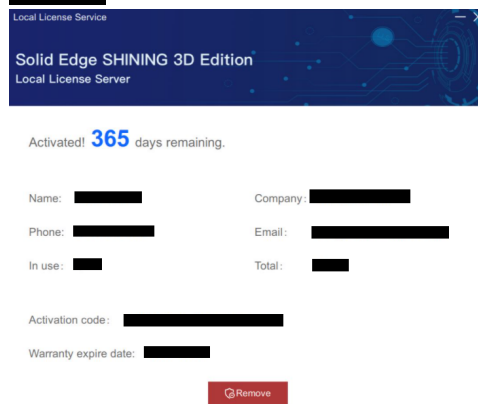 Local License Service
Solid Edge SHINING 3D Edition
Local License Server
Activated! 365 days remaining.
Name: Company:
Phone: Email:
In use: Total:
Activation code:
Warranty expire date:
Remove